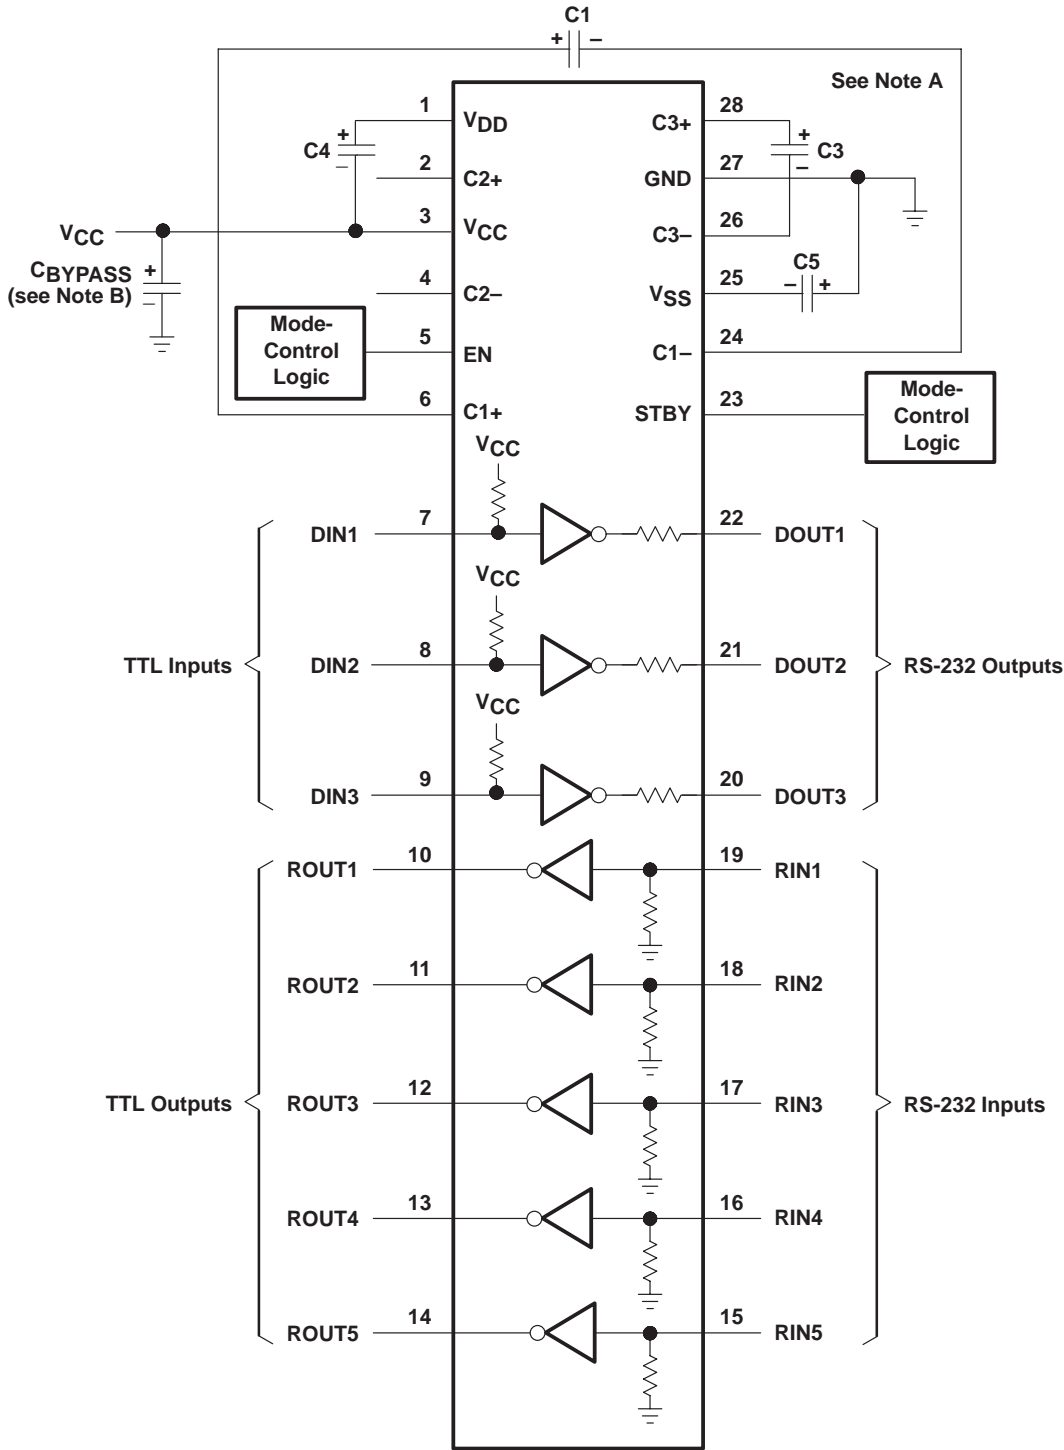 C1
+ –
See Note A
1 VDD C3+ 28
C4 + – + – C3
2 C2+ GND 27
VCC 3 VCC C3– 26
CBYPASS + –
(see Note B)
4 C2– VSS 25 C5 – +
Mode-
Control
Logic
5 EN C1– 24
6 C1+ STBY 23
Mode-
Control
Logic
VCC
DIN1 7 22 DOUT1
VCC
TTL Inputs DIN2 8 21 DOUT2 RS-232 Outputs
VCC
DIN3 9 20 DOUT3
ROUT1 10 19 RIN1
ROUT2 11 18 RIN2
TTL Outputs ROUT3 12 17 RIN3 RS-232 Inputs
ROUT4 13 16 RIN4
ROUT5 14 15 RIN5